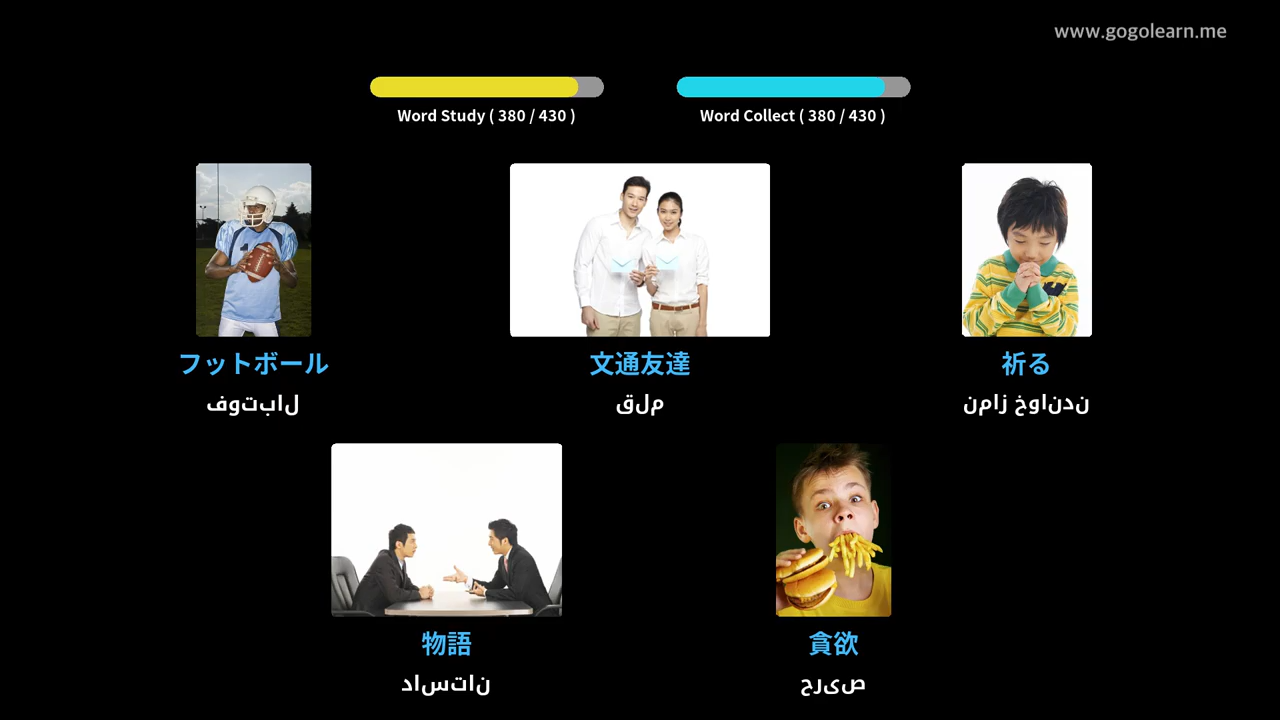 www.gogolearn.me
Word Study ( 380 / 430 )
Word Collect ( 380 / 430 )
フットボール
لابتوف
文通友達
ملق
祈る
ندناوخ زامن
物語
ناتساد
貪欲
صیرح